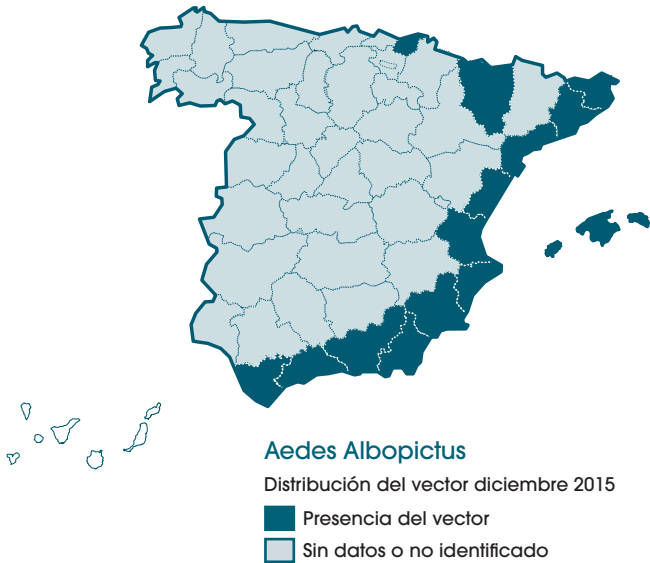 Aedes Albopictus
Distribución del vector diciembre 2015
Presencia del vector
Sin datos o no identificado